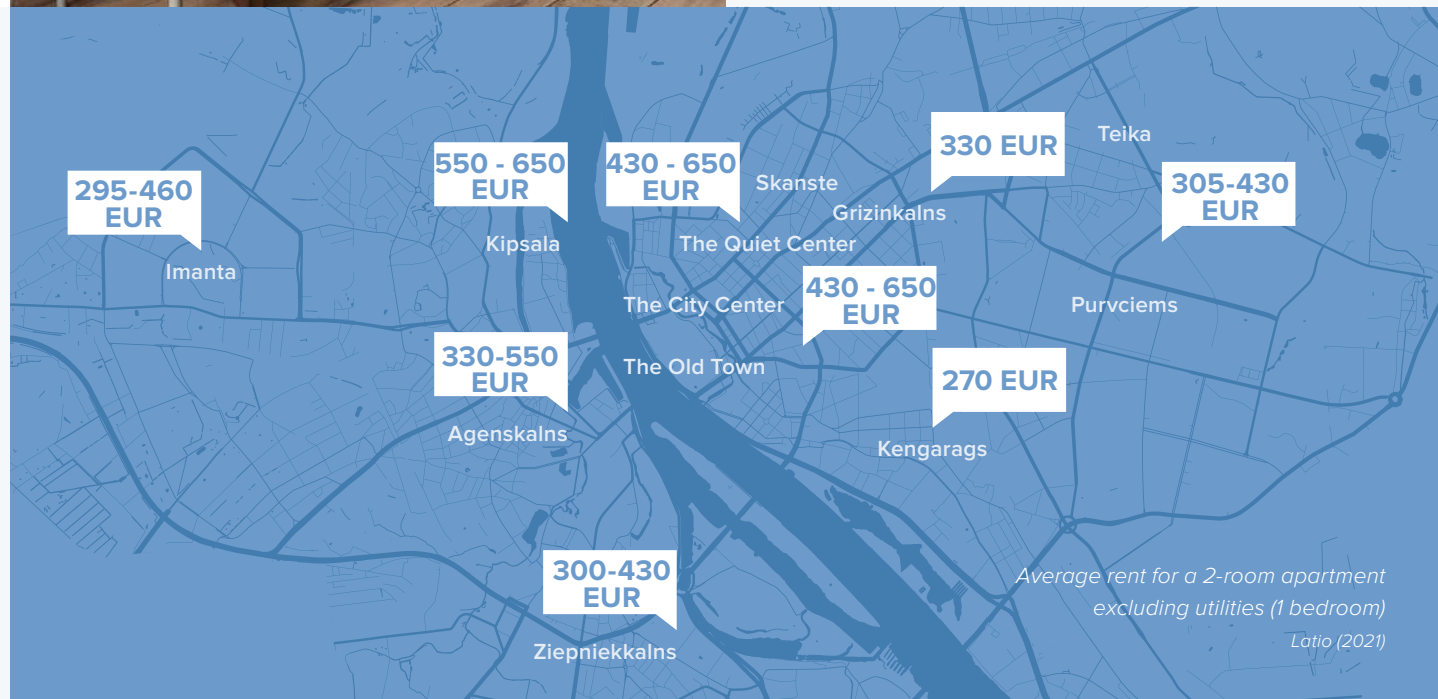 295-460
EUR
Imanta
550 - 650
EUR
Kipsala
430 - 650
EUR
Skanste
Grizinkalns
The Quiet Center
330 EUR
Teika
305-430
EUR
The City Center
430 - 650
EUR
Purvciems
330-550
EUR
The Old Town
270 EUR
Agenskalns
Kengarags
300-430
EUR
Ziepniekkalns
Average rent for a 2-room apartment
excluding utilities (1 bedroom)
Latio (2021)